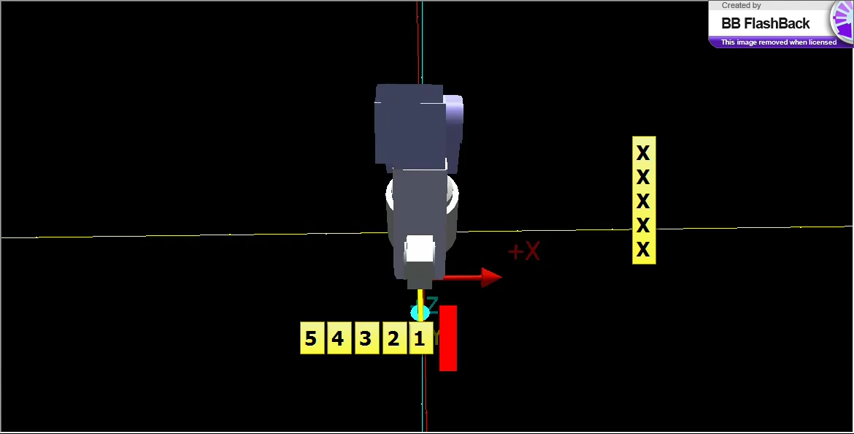 Created by
BB FlashBack
This image removed when licensed
X
X
X
X
X
+X
Z
5 4 3 2 1
Y